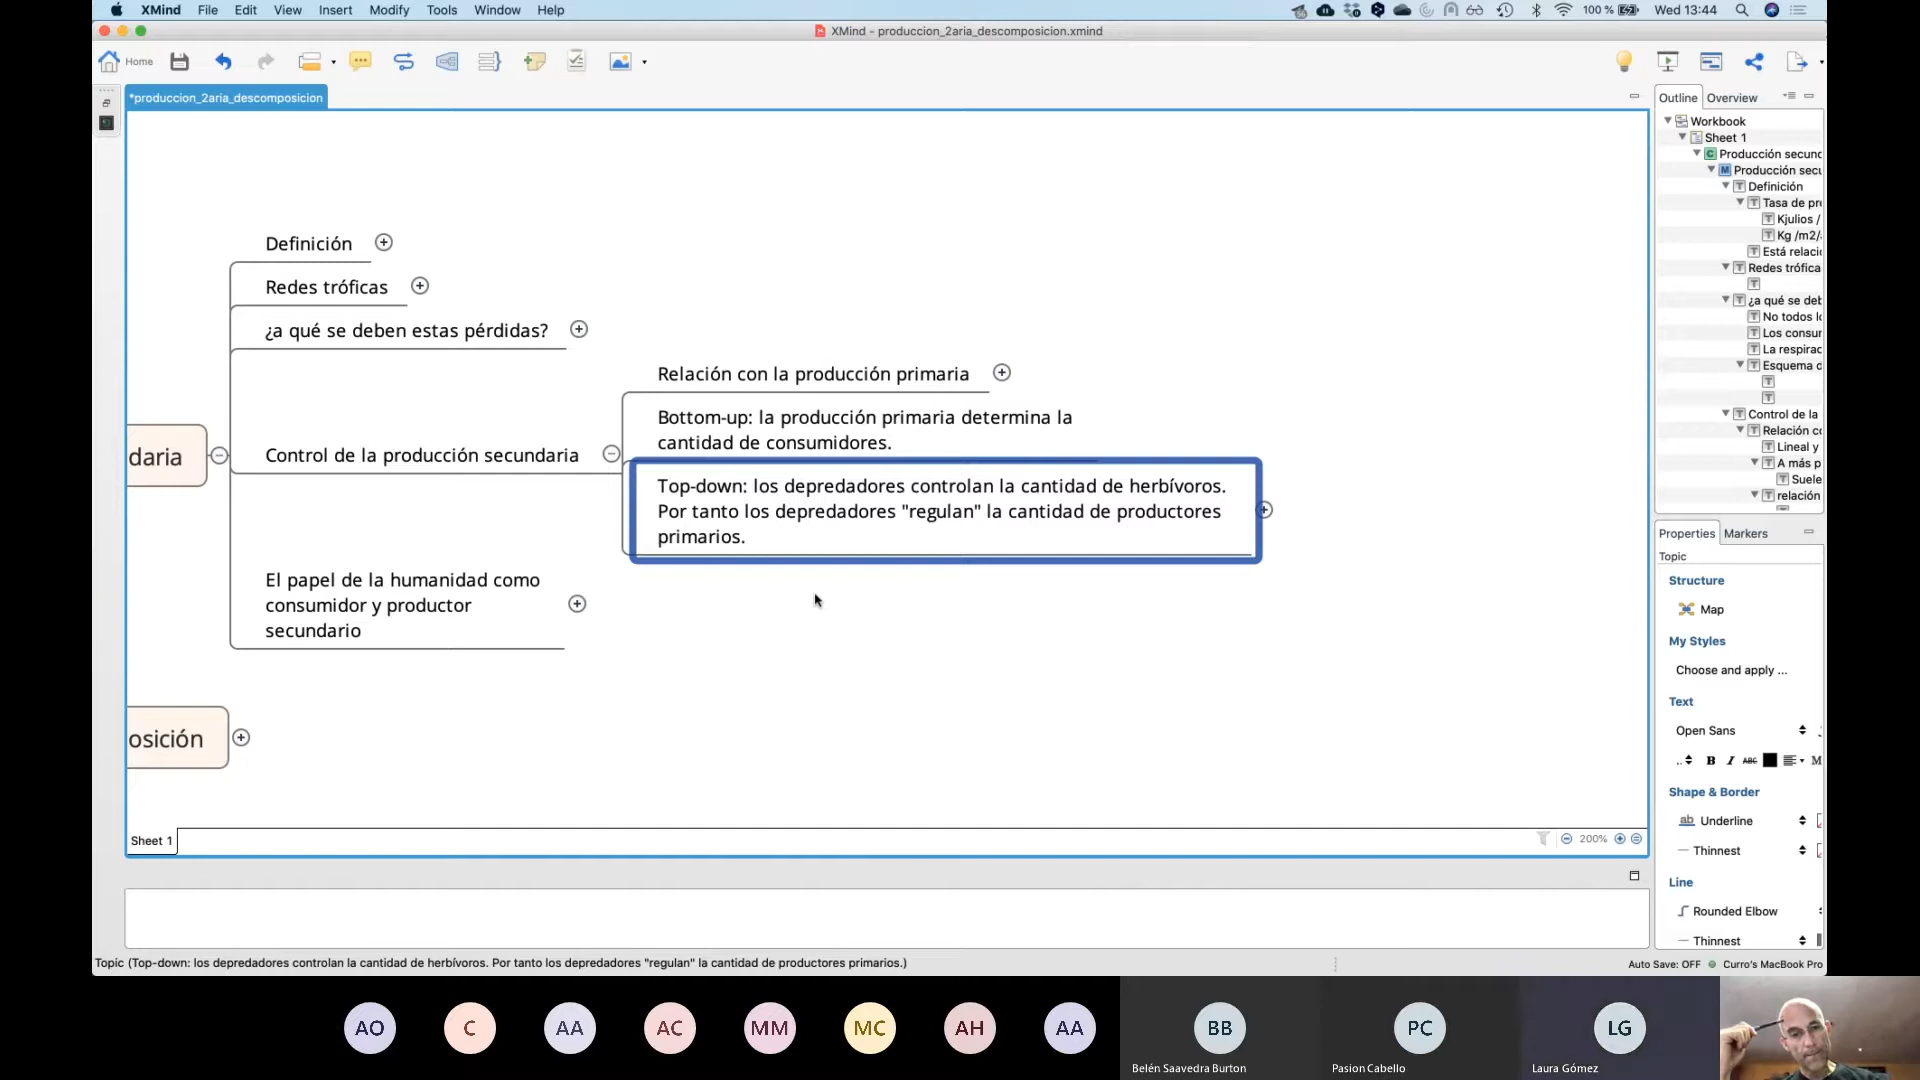 XMind File Edit View Insert Modify Tools Window Help
100 % Wed 13:44
XMind - produccion_2aria_descomposicion.xmind
Home
*produccion_2aria_descomposicion
Definición
Redes tróficas
¿a qué se deben estas pérdidas?
Relación con la producción primaria
Bottom-up: la producción primaria determina la
cantidad de consumidores.
daria
Control de la producción secundaria
Top-down: los depredadores controlan la cantidad de herbívoros.
Por tanto los depredadores "regulan" la cantidad de productores
primarios.
El papel de la humanidad como
consumidor y productor
secundario
osición
Sheet 1
200%
Outline Overview
Workbook
Sheet 1
C Producción secund
M Producción secu
T Definición
T Tasa de pr
T Kjulios /
T Kg /m2/
T Está relaci
T Redes trófica
T
T ¿a qué se deb
T No todos l
T Los consu
T La respirac
T Esquema d
T
T
T Control de la
T Relación c
T Lineal y
T A más p
T Suele
T relación
Properties Markers
Topic
Structure
Map
My Styles
Choose and apply ...
Text
Open Sans
.. B I ABC M
Shape & Border
ab Underline
Thinnest
Line
Rounded Elbow
Thinnest
Topic (Top-down: los depredadores controlan la cantidad de herbívoros. Por tanto los depredadores "regulan" la cantidad de productores primarios.)
Auto Save: OFF Curro's MacBook Pro
AO C AA AC MM MC AH AA BB PC LG
Belén Saavedra Burton Pasion Cabello Laura Gómez